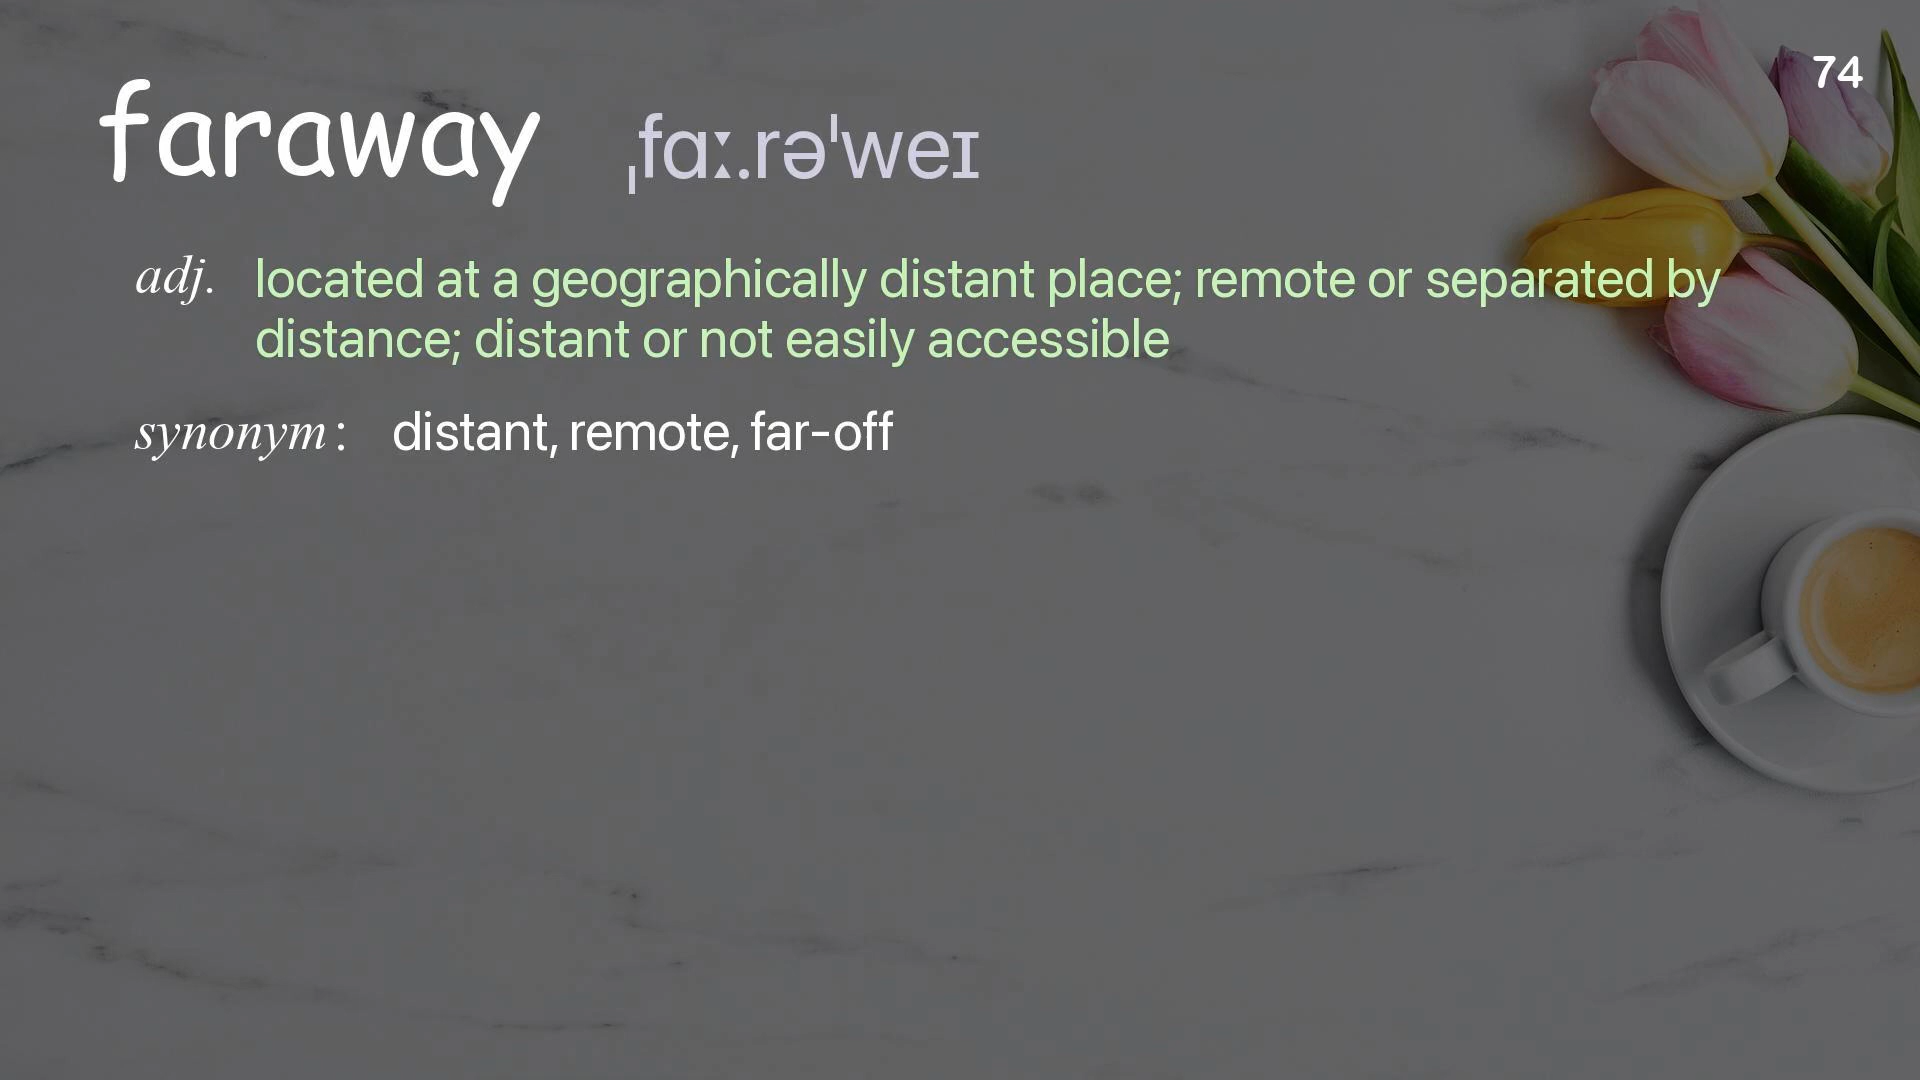 74
faraway ˌfɑː.rəˈweɪ
adj. located at a geographically distant place; remote or separated by
distance; distant or not easily accessible
synonym : distant, remote, far-off